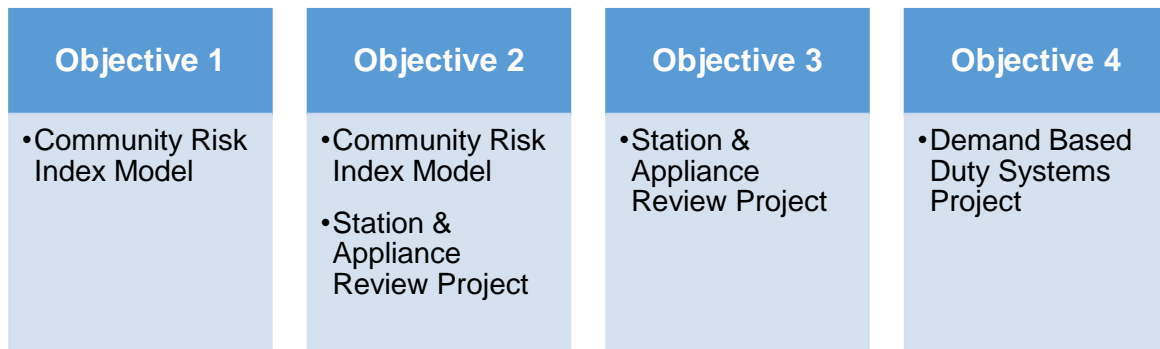 Objective 1
•Community Risk
Index Model
Objective 2
•Community Risk
Index Model
•Station &
Appliance
Review Project
Objective 3
•Station &
Appliance
Review Project
Objective 4
•Demand Based
Duty Systems
Project